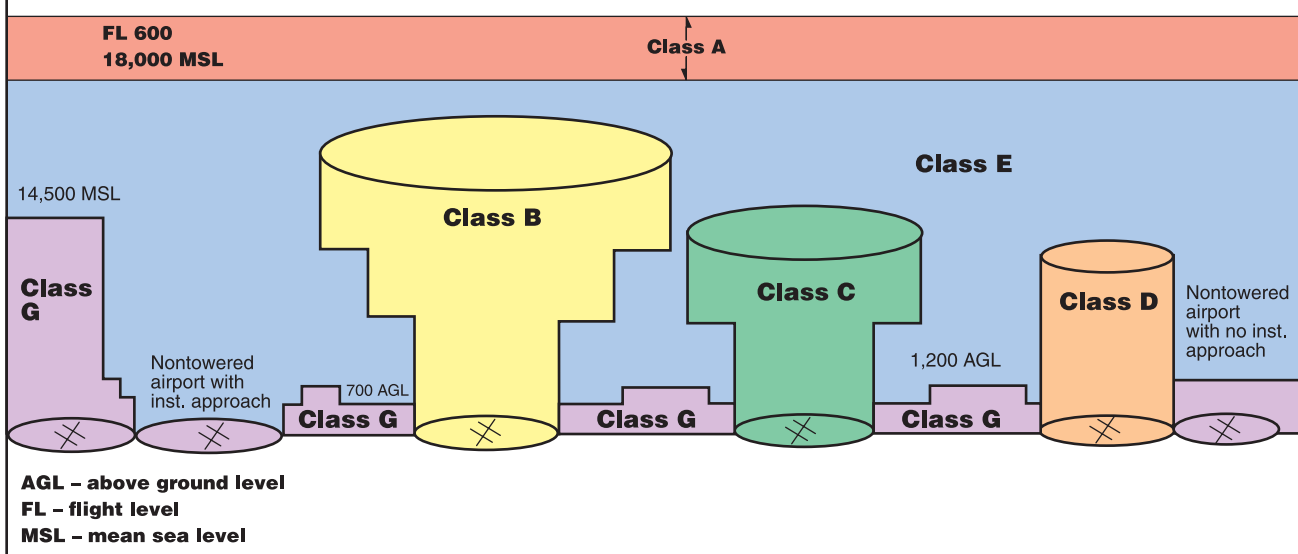 FL 600
18,000 MSL
Class A
Class E
14,500 MSL
Class B
Class
G
Class C
Class D
Nontowered
airport
with no inst.
approach
Nontowered
airport with
inst. approach
700 AGL
1,200 AGL
Class G
Class G
Class G
AGL – above ground level
FL – flight level
MSL – mean sea level